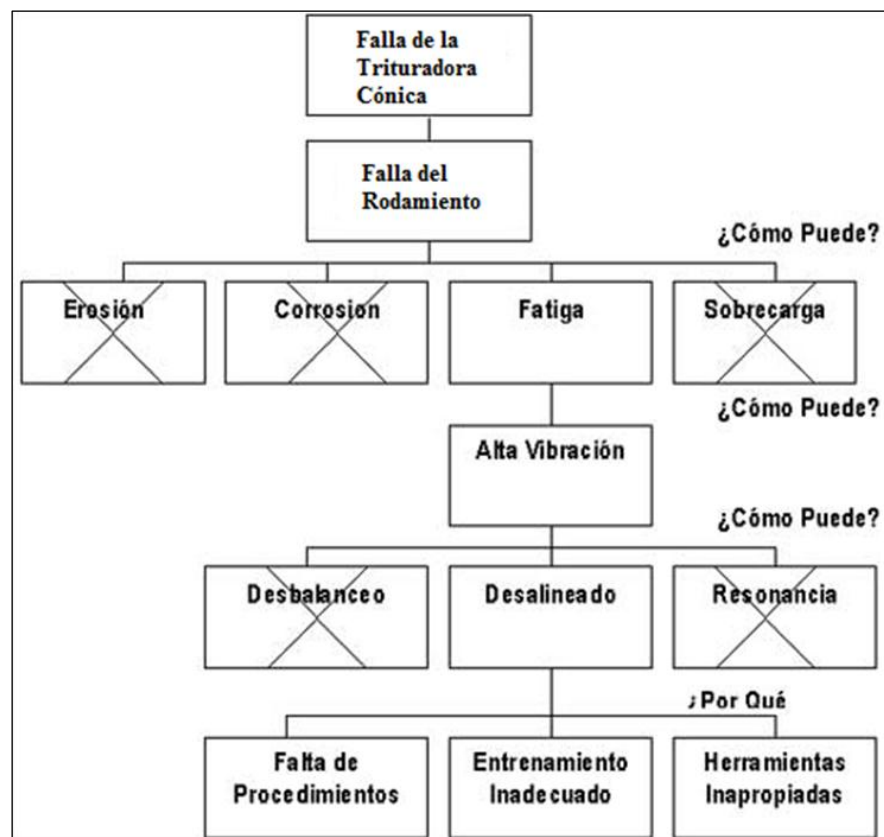 Falla de la
Trituradora
Cónica
Falla del
Rodamiento
¿Cómo Puede?
Erosión
Corrosion
Fatiga
Sobrecarga
¿Cómo Puede?
Alta Vibración
¿Cómo Puede?
Desbalanceo
Desalineado
Resonancia
¿Por Qué
Falta de
Procedimientos
Entrenamiento
Inadecuado
Herramientas
Inapropiadas